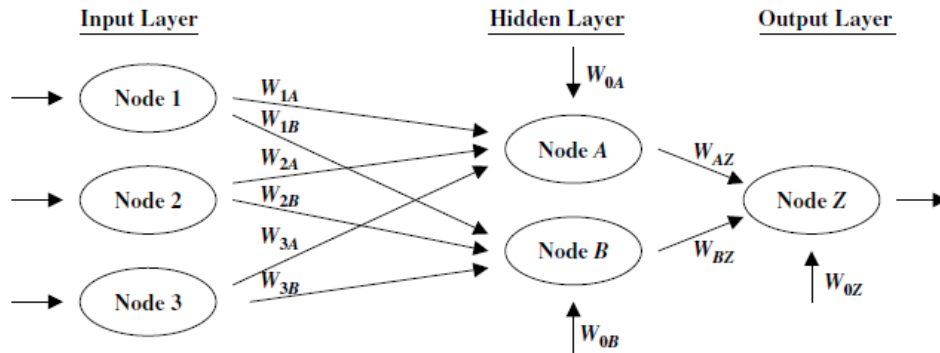 Input Layer Hidden Layer Output Layer
W0A
Node 1 W1A
W1B
Node A WAZ
W2A
Node 2 W2B Node Z
W3A Node B WBZ
W3B
Node 3 W0Z
W0B